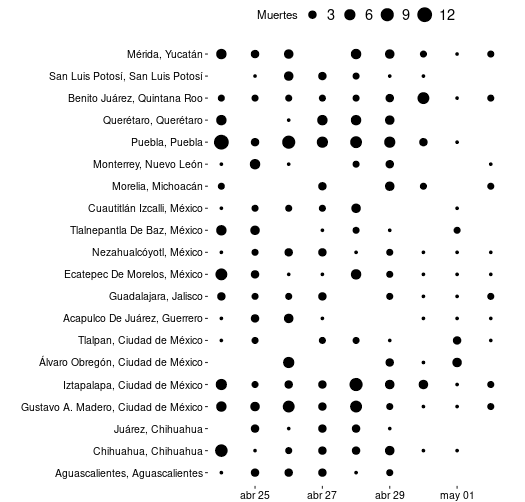 Muertes 3 6 9 12
Mérida, Yucatán
San Luis Potosí, San Luis Potosí
Benito Juárez, Quintana Roo
Querétaro, Querétaro
Puebla, Puebla
Monterrey, Nuevo León
Morelia, Michoacán
Cuautitlán Izcalli, México
Tlalnepantla De Baz, México
Nezahualcóyotl, México
Ecatepec De Morelos, México
Guadalajara, Jalisco
Acapulco De Juárez, Guerrero
Tlalpan, Ciudad de México
Álvaro Obregón, Ciudad de México
Iztapalapa, Ciudad de México
Gustavo A. Madero, Ciudad de México
Juárez, Chihuahua
Chihuahua, Chihuahua
Aguascalientes, Aguascalientes
abr 25 abr 27 abr 29 may 01